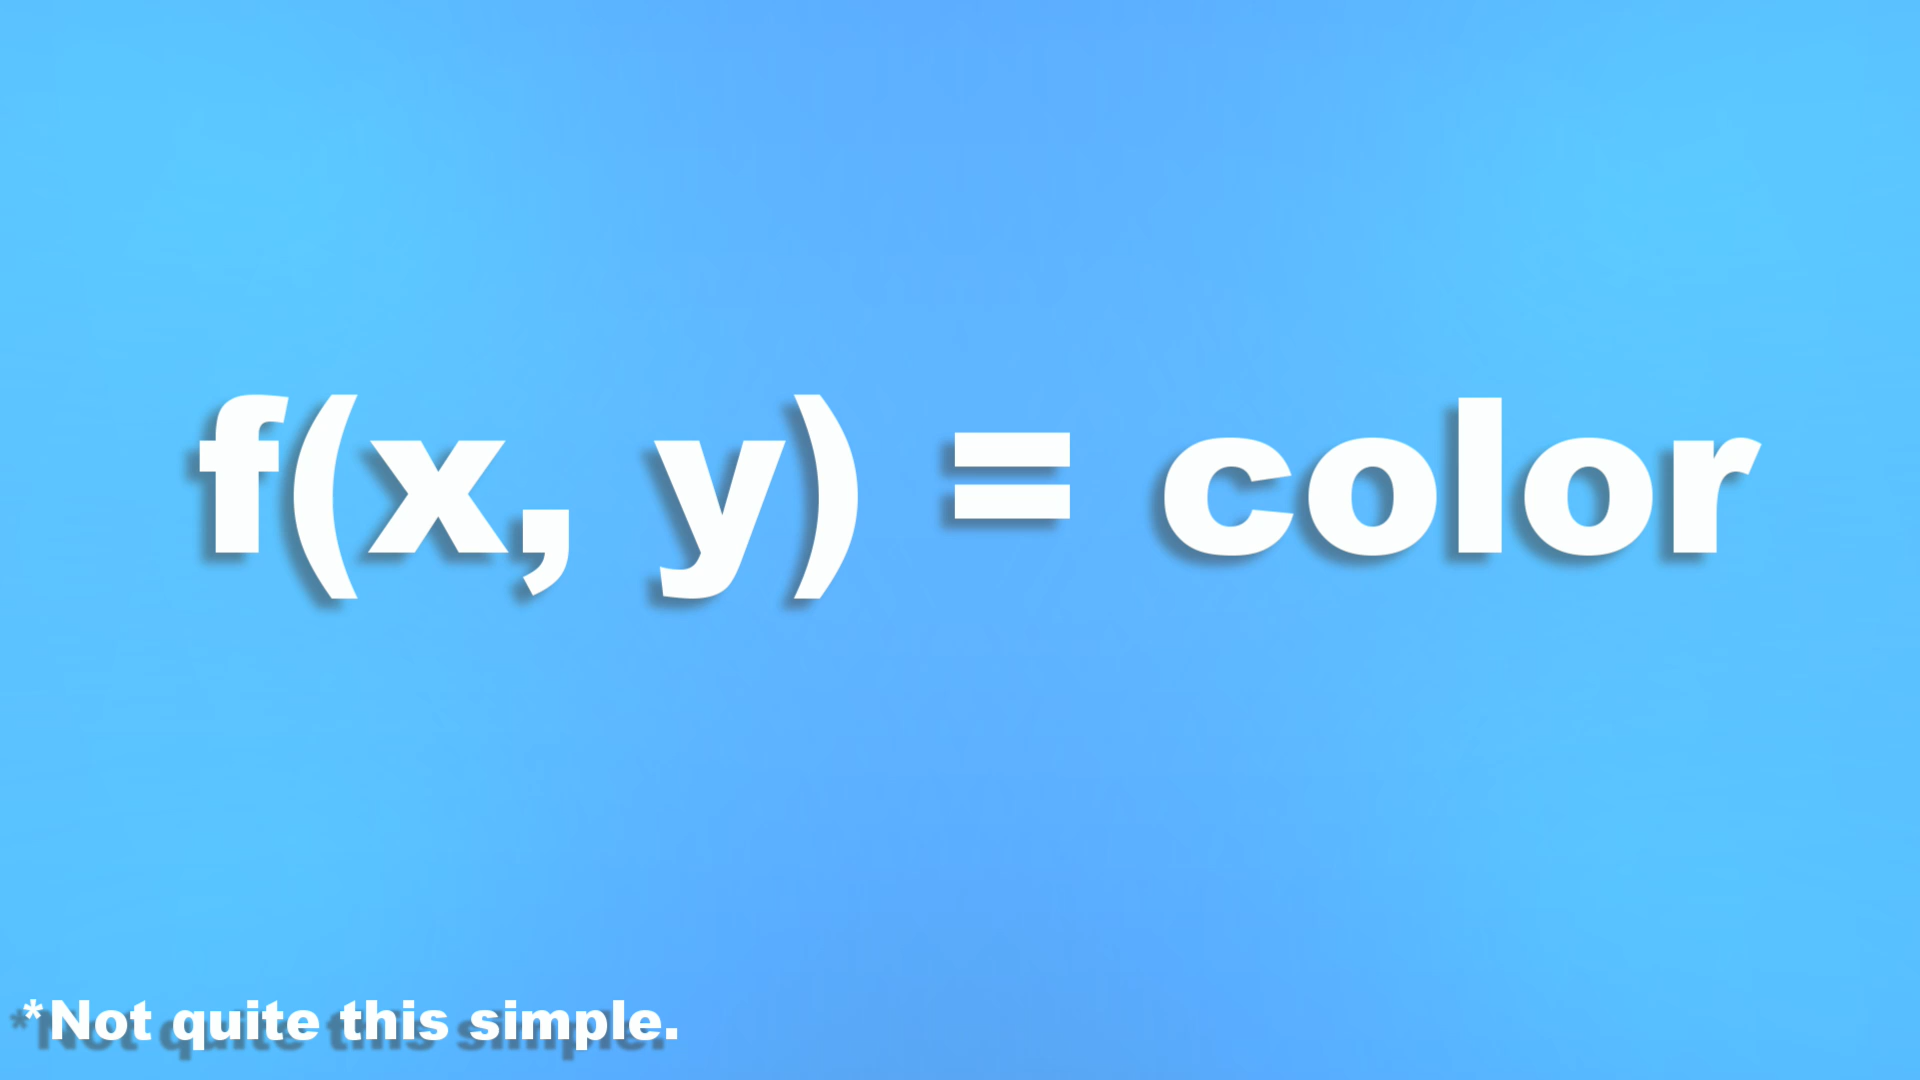 f(x, y) = color
*Not quite this simple.